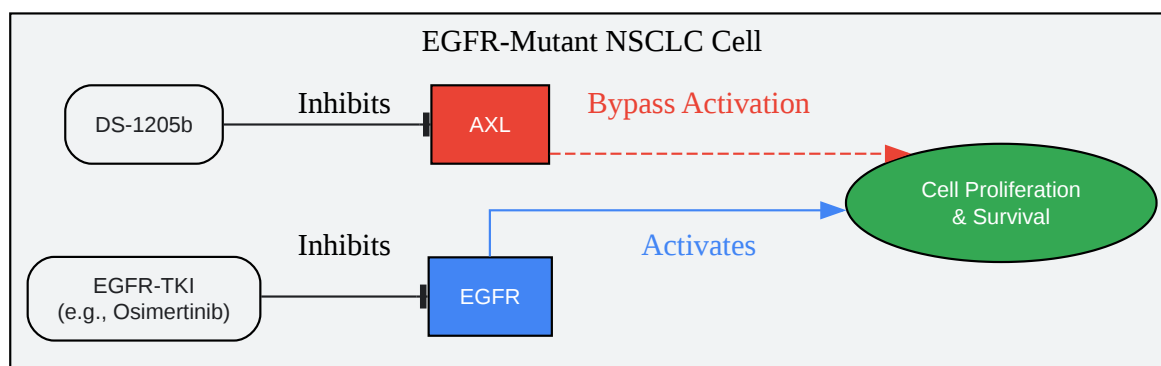 EGFR-Mutant NSCLC Cell
Inhibits
Bypass Activation
DS-1205b
AXL
Cell Proliferation
& Survival
Inhibits
Activates
EGFR-TKI
(e.g., Osimertinib)
EGFR